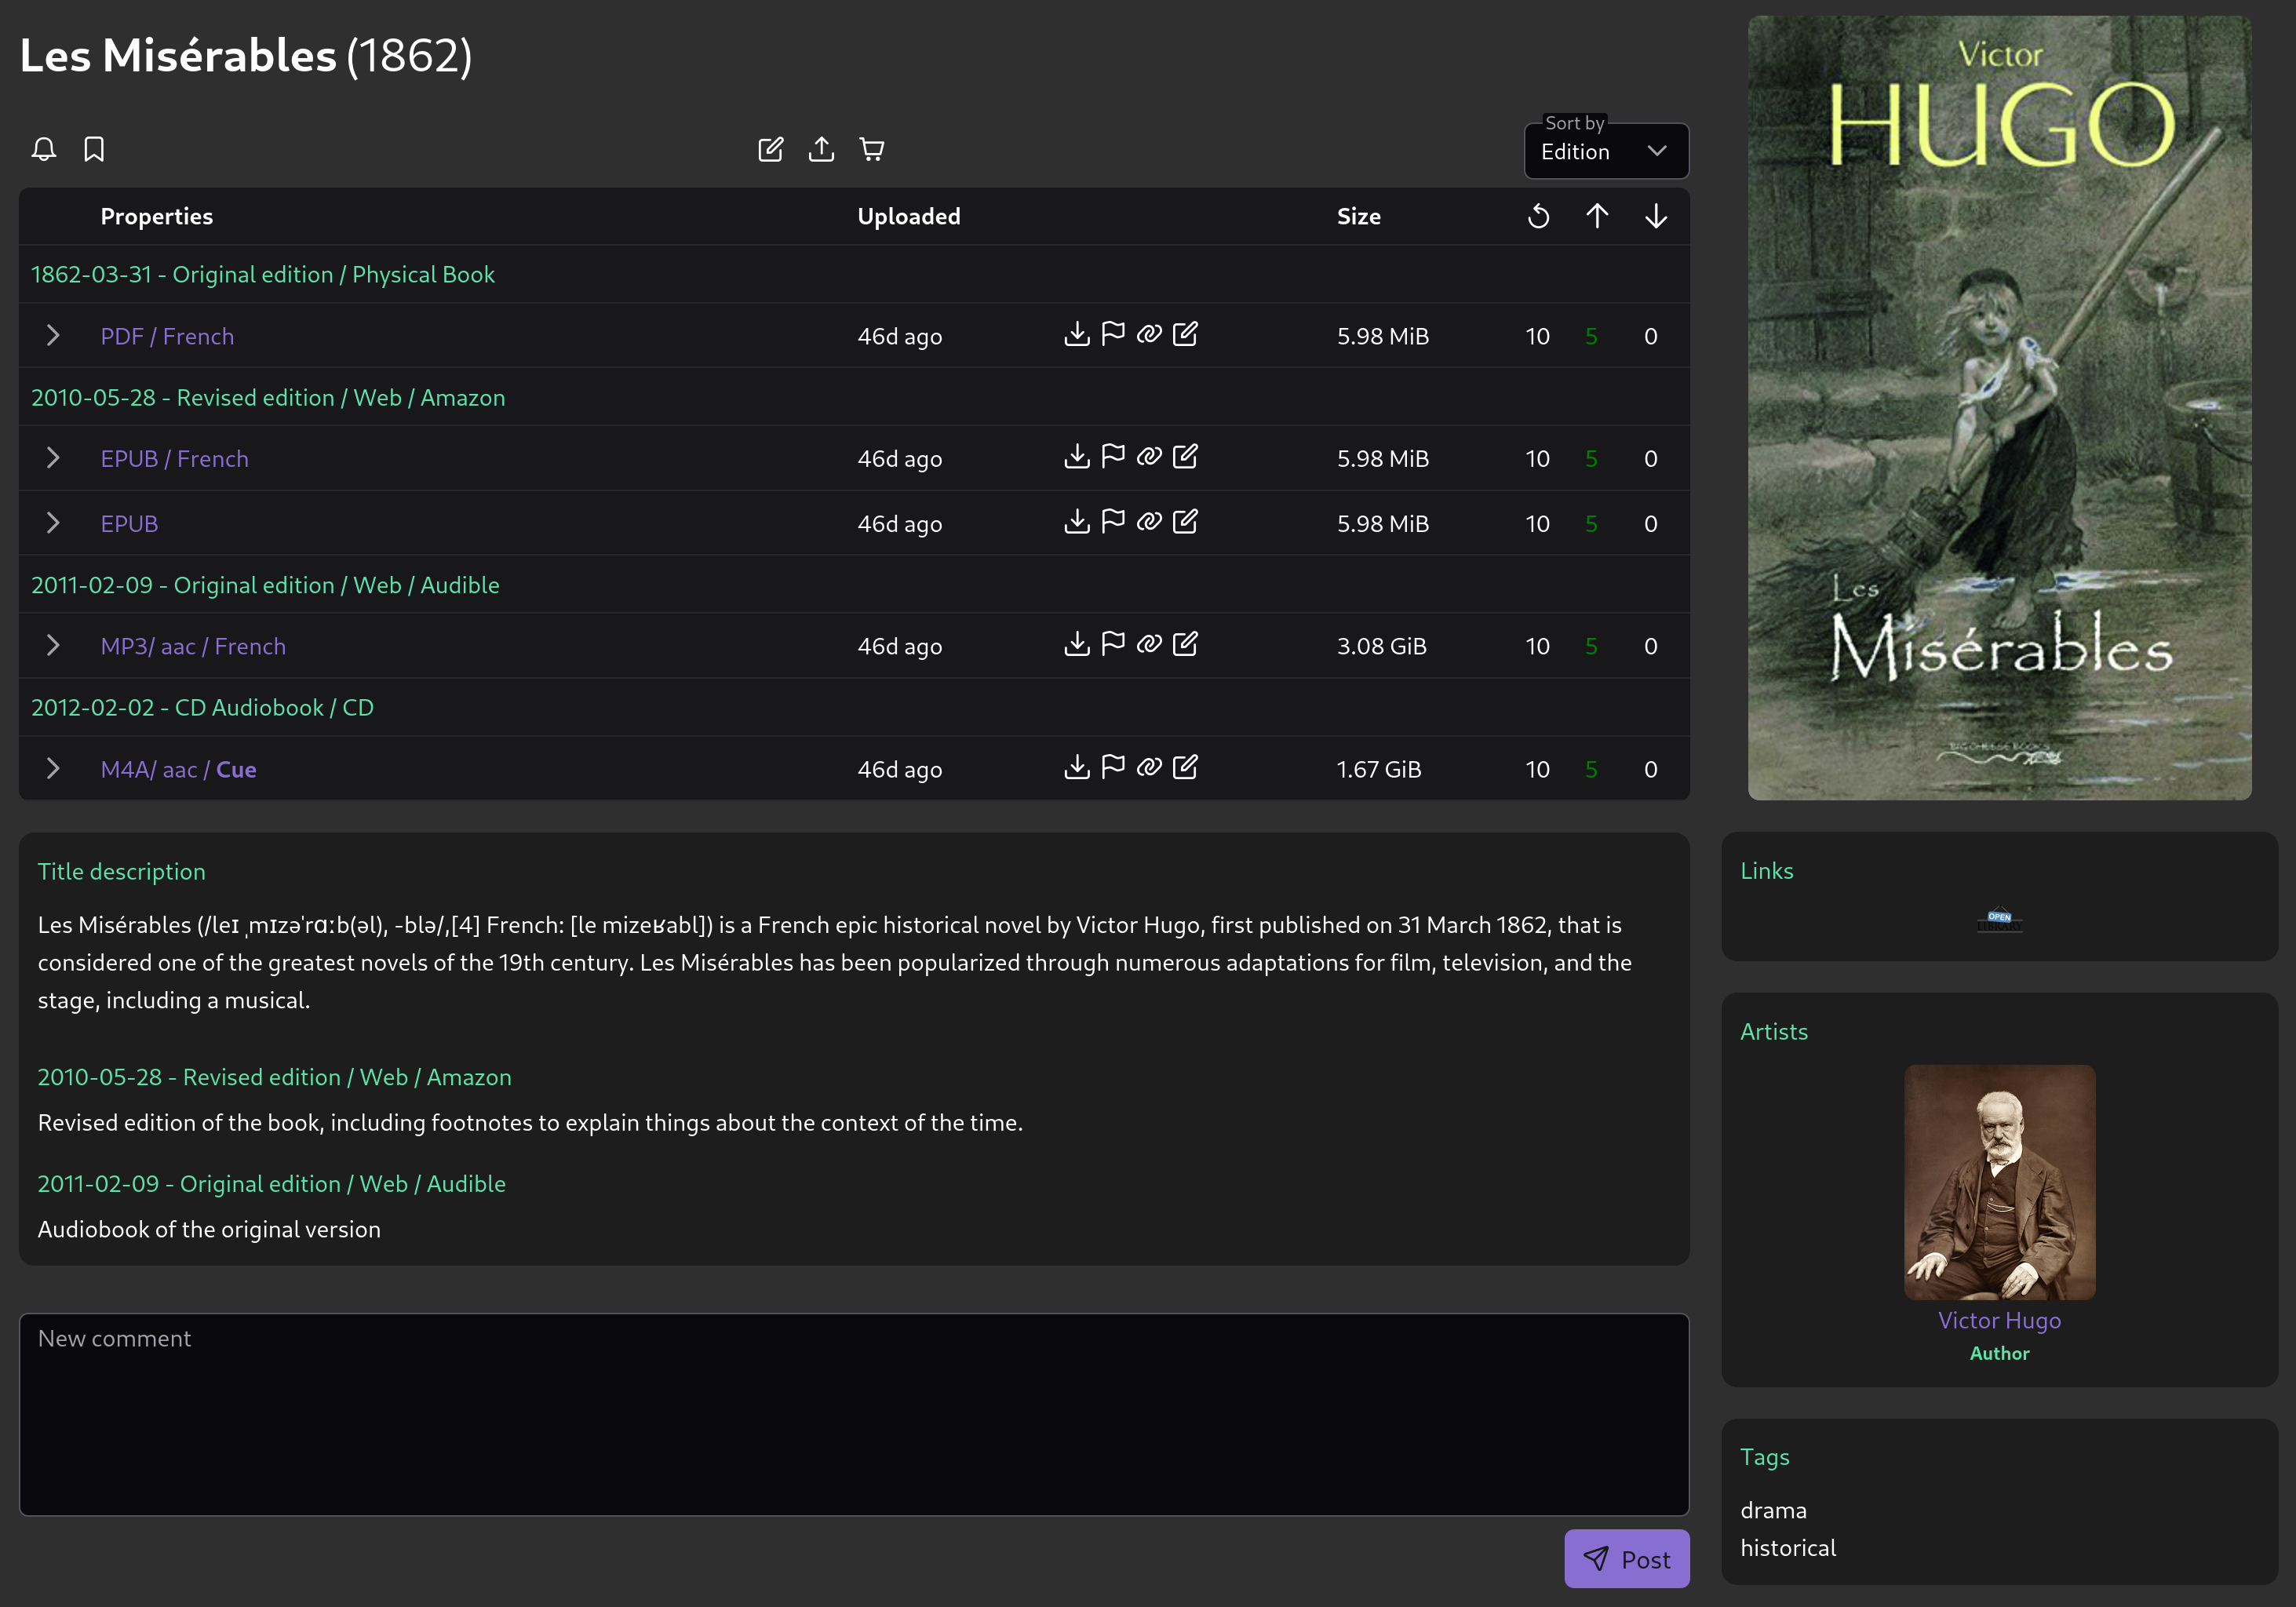 Les Misérables (1862)
Sort by
Edition
Properties Uploaded Size
1862-03-31 - Original edition / Physical Book
PDF / French 46d ago 5.98 MiB 10 5 0
2010-05-28 - Revised edition / Web / Amazon
EPUB / French 46d ago 5.98 MiB 10 5 0
EPUB 46d ago 5.98 MiB 10 5 0
2011-02-09 - Original edition / Web / Audible
MP3/ aac / French 46d ago 3.08 GiB 10 5 0
2012-02-02 - CD Audiobook / CD
M4A/ aac / Cue 46d ago 1.67 GiB 10 5 0
Title description
Les Misérables (/leɪ ˌmɪzəˈrɑːb(əl), -blə/,[4] French: [le mizeʁabl]) is a French epic historical novel by Victor Hugo, first published on 31 March 1862, that is
considered one of the greatest novels of the 19th century. Les Misérables has been popularized through numerous adaptations for film, television, and the
stage, including a musical.
2010-05-28 - Revised edition / Web / Amazon
Revised edition of the book, including footnotes to explain things about the context of the time.
2011-02-09 - Original edition / Web / Audible
Audiobook of the original version
New comment
Post
Victor
HUGO
Les
Misérables
BIG CHEESE BOOKS
Links
OPEN
LIBRARY
Artists
Victor Hugo
Author
Tags
drama
historical